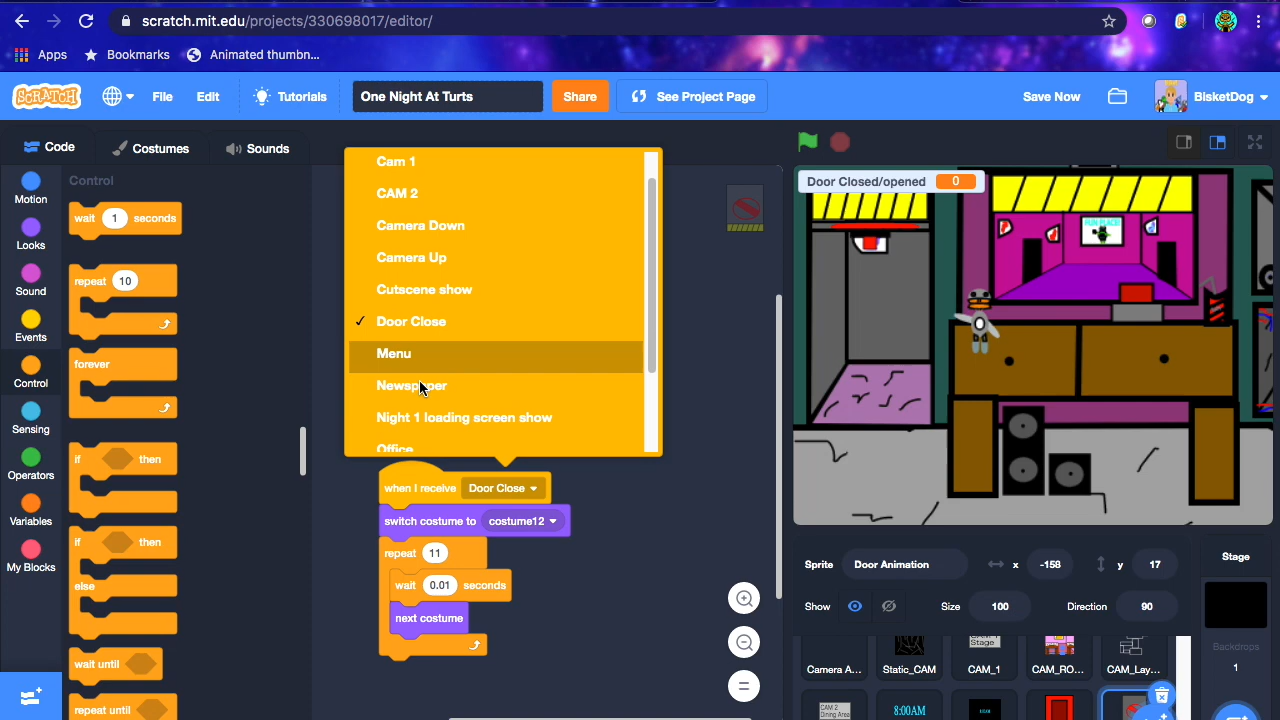 scratch.mit.edu/projects/330698017/editor/
Apps
Bookmarks
Animated thumbn...
SCRATCH
File
Edit
Tutorials
One Night At Turts
Share
See Project Page
Save Now
BisketDog
Code
Costumes
Sounds
Motion
Looks
Sound
Events
Control
Sensing
Operators
Variables
My Blocks
Control
wait 1 seconds
repeat 10
forever
if then
if then
else
wait until
repeat until
Cam 1
CAM 2
Camera Down
Camera Up
Cutscene show
✓ Door Close
Menu
Newspaper
Night 1 loading screen show
Office
when I receive Door Close
switch costume to costume12
repeat 11
wait 0.01 seconds
next costume
Door Closed/opened 0
Sprite Door Animation x -158 y 17
Show Size 100 Direction 90
Stage
Backdrops
1
Camera A...
Static_CAM
Stage
CAM_1
CAM_RO...
CAM_Lay...
CAM 2
Dining Area
8:00AM